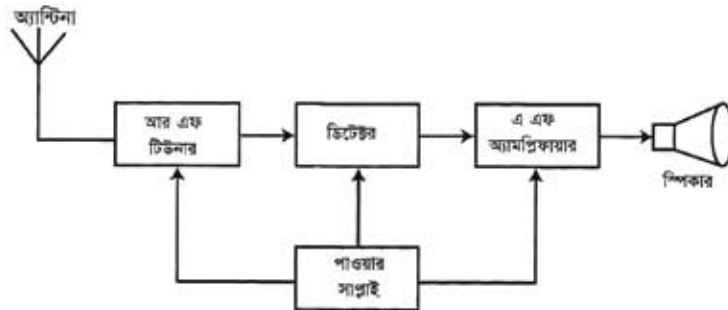 অ্যান্টিনা
আর এফ
টিউনার
ডিটেক্টর
এ এফ
অ্যামপ্লিফায়ার
স্পিকার
পাওয়ার
সাপ্লাই